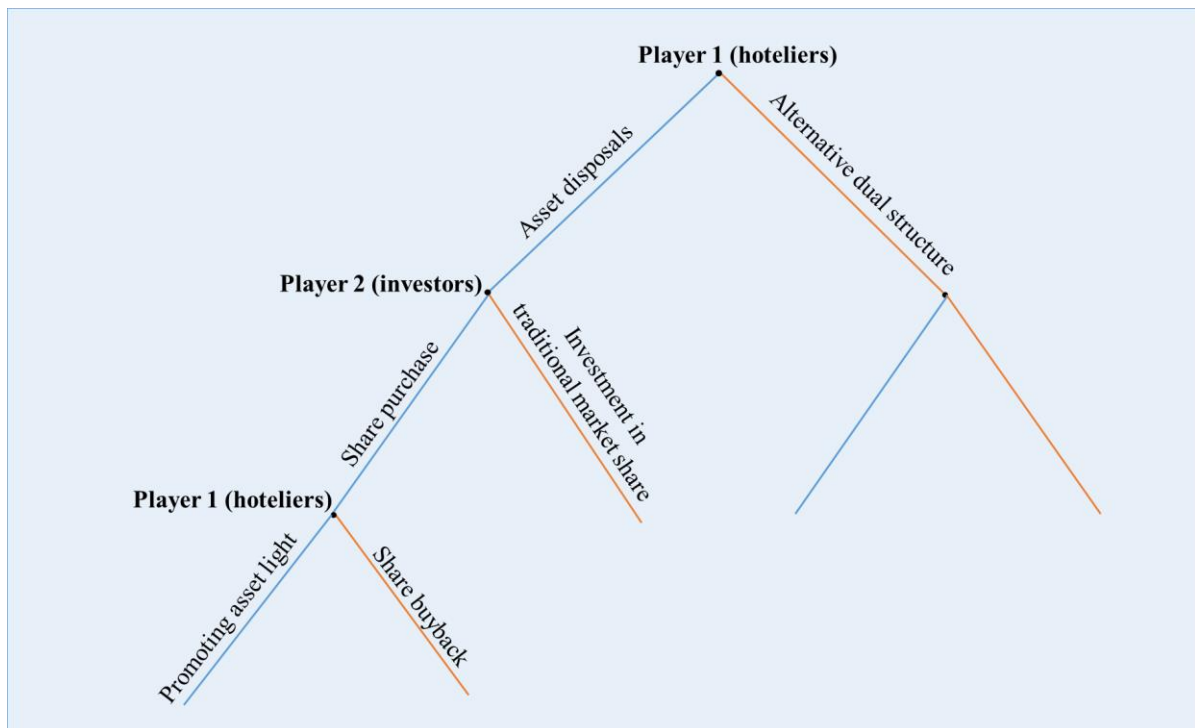 Player 1 (hoteliers)
Asset disposals
Alternative dual structure
Player 2 (investors)
Share purchase
Investment in
traditional market share
Player 1 (hoteliers)
Promoting asset light
Share buyback